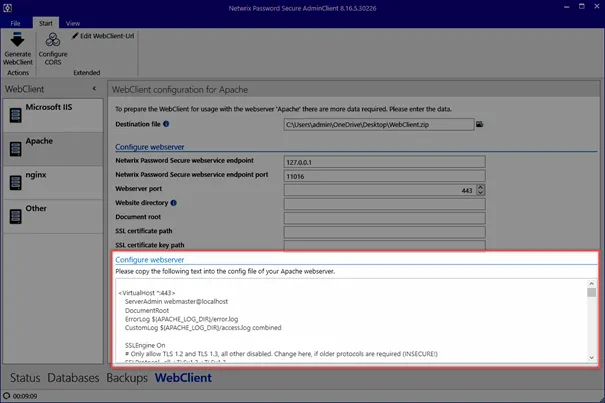 Netwrix Password Secure AdminClient 8.16.5.30226
File Start View
Generate WebClient
Configure CORS
Edit WebClient-Url
Actions Extended
WebClient
Microsoft IIS
Apache
nginx
Other
WebClient configuration for Apache
To prepare the WebClient for usage with the webserver 'Apache' there are more data required. Please enter the data.
Destination file C:\Users\admin\OneDrive\Desktop\WebClient.zip
Configure webserver
Netwrix Password Secure webservice endpoint 127.0.0.1
Netwrix Password Secure webservice endpoint port 11016
Webserver port 443
Website directory
Document root
SSL certificate path
SSL certificate key path
Configure webserver
Please copy the following text into the config file of your Apache webserver.
<VirtualHost *:443>
ServerAdmin webmaster@localhost
DocumentRoot
ErrorLog ${APACHE_LOG_DIR}/error.log
CustomLog ${APACHE_LOG_DIR}/access.log combined
SSLEngine On
# Only allow TLS 1.2 and TLS 1.3, all other disabled. Change here, if older protocols are required (INSECURE!)
Status Databases Backups WebClient
00:09:09